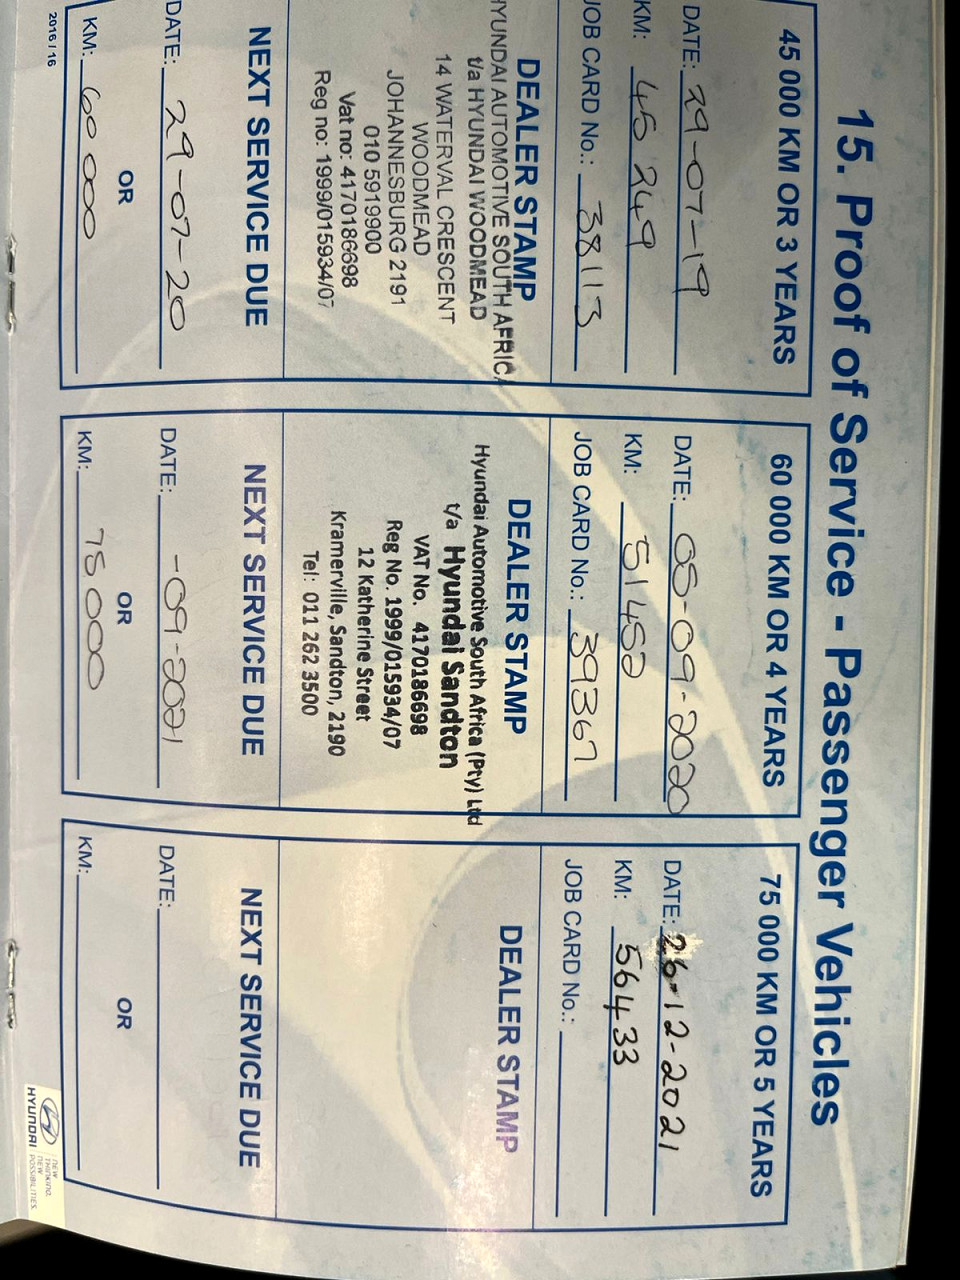 15. Proof of Service - Passenger Vehicles
45 000 KM OR 3 YEARS
DATE: 29-07-19
KM: 45 249
JOB CARD No.: 38113
DEALER STAMP
HYUNDAI AUTOMOTIVE SOUTH AFRICA
t/a HYUNDAI WOODMEAD
14 WATERVAL CRESCENT
WOODMEAD
JOHANNESBURG 2191
010 5919900
Vat no: 4170186698
Reg no: 1999/015934/07
NEXT SERVICE DUE
DATE: 29-07-20
OR
KM: 60 000
2016 / 16
60 000 KM OR 4 YEARS
DATE: 05-09-2020
KM: 51452
JOB CARD No.: 39367
DEALER STAMP
Hyundai Automotive South Africa (Pty) Ltd
t/a Hyundai Sandton
VAT No. 4170186698
Reg No. 1999/015934/07
12 Katherine Street
Kramerville, Sandton, 2190
Tel: 011 262 3500
NEXT SERVICE DUE
DATE: -09-2021
OR
KM: 75 000
75 000 KM OR 5 YEARS
DATE: 26-12-2021
KM: 56433
JOB CARD No.:
DEALER STAMP
NEXT SERVICE DUE
DATE:
OR
KM:
HYUNDAI
NEW
THINKING.
NEW
POSSIBILITIES.